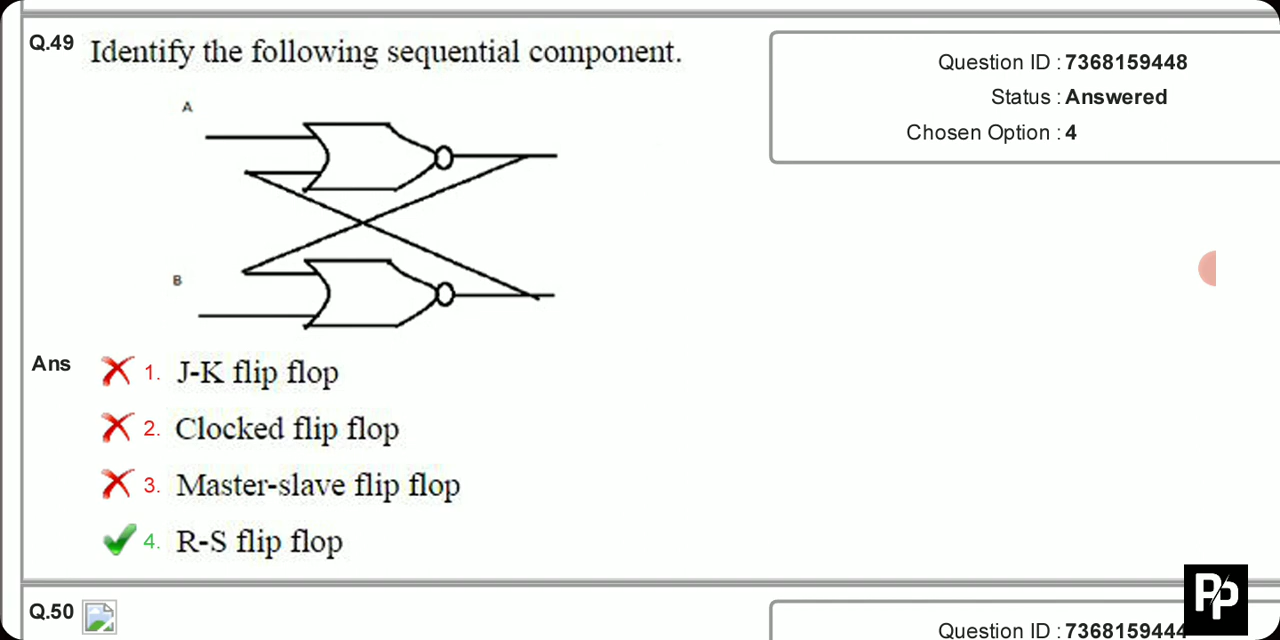 Q.49 Identify the following sequential component.
Question ID : 7368159448
Status : Answered
Chosen Option : 4
A
B
Ans 1. J-K flip flop
2. Clocked flip flop
3. Master-slave flip flop
4. R-S flip flop
Q.50
Question ID : 7368159444
Pp